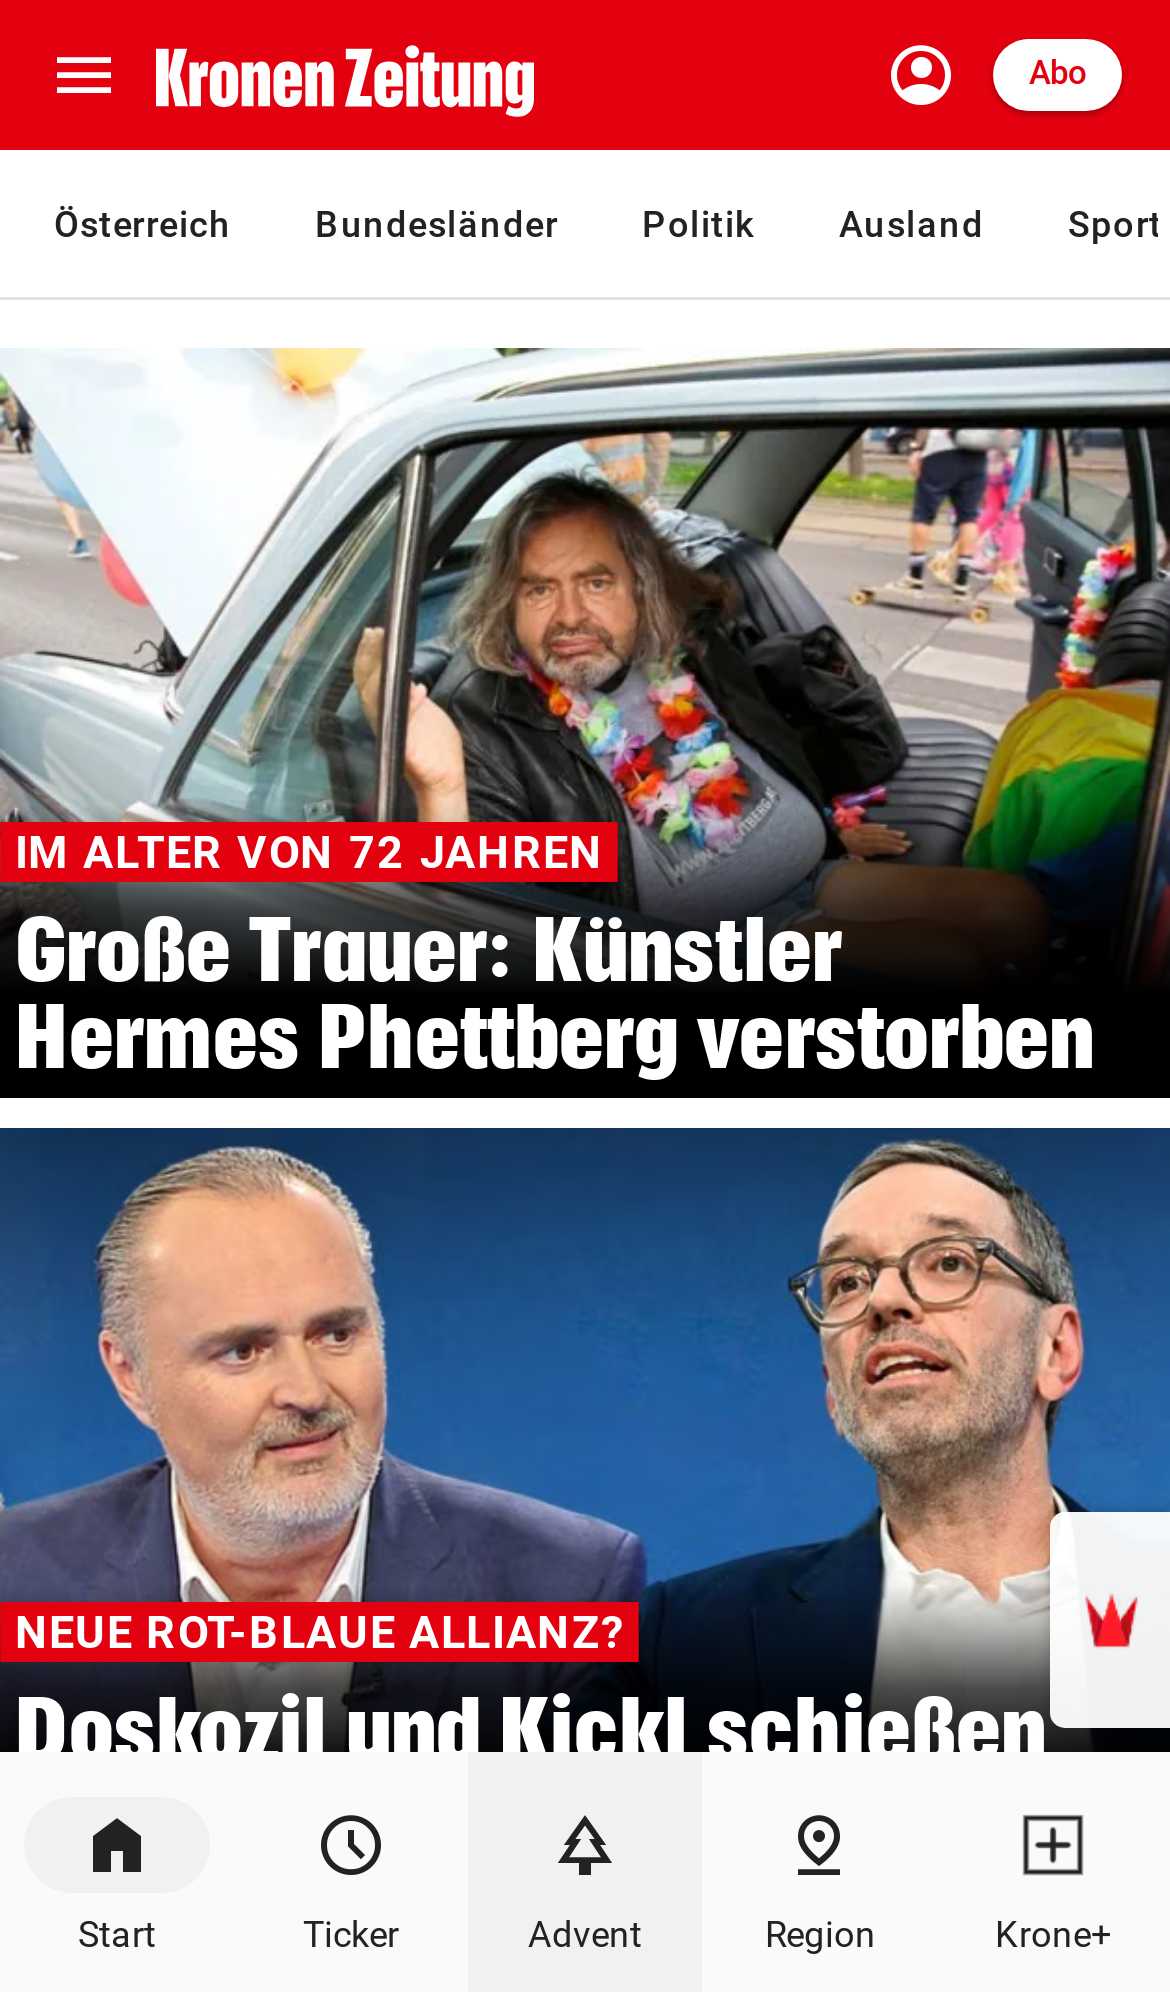 Kronen Zeitung
Abo
Österreich Bundesländer Politik Ausland Sport
IM ALTER VON 72 JAHREN
Große Trauer: Künstler
Hermes Phettberg verstorben
NEUE ROT-BLAUE ALLIANZ?
Doskozil und Kickl schießen
Start Ticker Advent Region Krone+